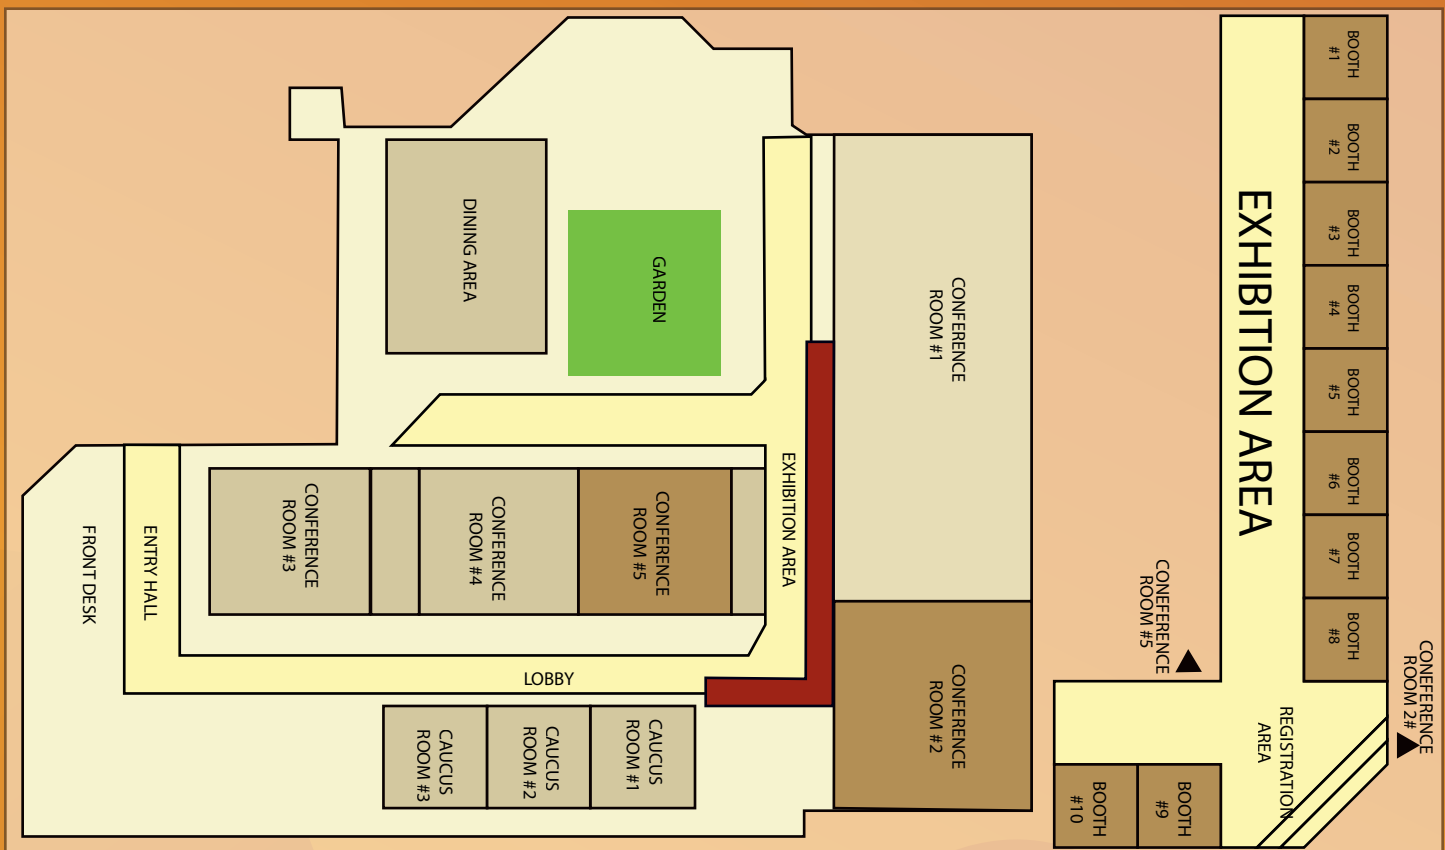 DINING AREA
GARDEN
CONFERENCE
ROOM #1
EXHIBITION AREA
CONFERENCE
ROOM #3
CONFERENCE
ROOM #4
CONFERENCE
ROOM #5
FRONT DESK
ENTRY HALL
LOBBY
CONFERENCE
ROOM #2
CAUCUS
ROOM #3
CAUCUS
ROOM #2
CAUCUS
ROOM #1
EXHIBITION AREA
BOOTH
#1
BOOTH
#2
BOOTH
#3
BOOTH
#4
BOOTH
#5
BOOTH
#6
BOOTH
#7
BOOTH
#8
CONEFERENCE
ROOM #5
CONEFERENCE
ROOM 2#
REGISTRATION
AREA
BOOTH
#10
BOOTH
#9